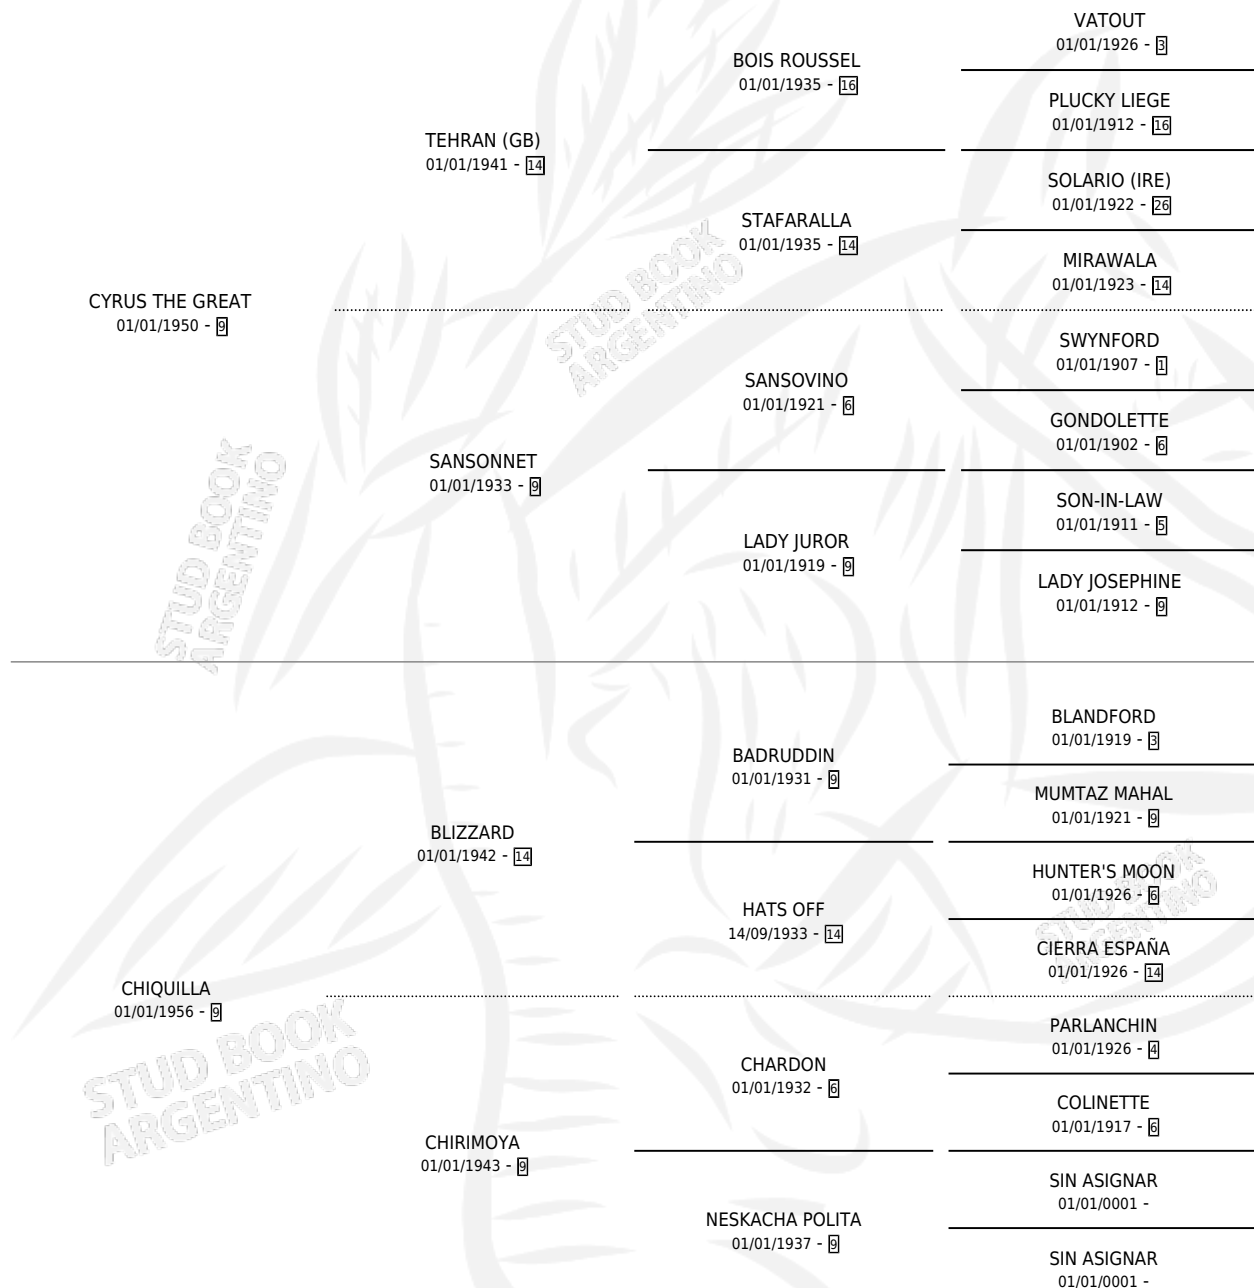 VATOUT
01/01/1926 - 3
BOIS ROUSSEL
01/01/1935 - 16
PLUCKY LIEGE
01/01/1912 - 16
TEHRAN (GB)
01/01/1941 - 14
SOLARIO (IRE)
01/01/1922 - 26
STAFARALLA
01/01/1935 - 14
MIRAWALA
01/01/1923 - 14
CYRUS THE GREAT
01/01/1950 - 9
SWYNFORD
01/01/1907 - 1
SANSOVINO
01/01/1921 - 6
GONDOLETTE
01/01/1902 - 6
SANSONNET
01/01/1933 - 9
SON-IN-LAW
01/01/1911 - 5
LADY JUROR
01/01/1919 - 9
LADY JOSEPHINE
01/01/1912 - 9
BLANDFORD
01/01/1919 - 3
BADRUDDIN
01/01/1931 - 9
MUMTAZ MAHAL
01/01/1921 - 9
BLIZZARD
01/01/1942 - 14
HUNTER'S MOON
01/01/1926 - 6
HATS OFF
14/09/1933 - 14
CIERRA ESPAÑA
01/01/1926 - 14
CHIQUILLA
01/01/1956 - 9
PARLANCHIN
01/01/1926 - 4
CHARDON
01/01/1932 - 6
COLINETTE
01/01/1917 - 6
CHIRIMOYA
01/01/1943 - 9
SIN ASIGNAR
01/01/0001 -
NESKACHA POLITA
01/01/1937 - 9
SIN ASIGNAR
01/01/0001 -
STUD BOOK
ARGENTINO
STUD BOOK
ARGENTINO
STUD BOOK
ARGENTINO
STUD BOOK
ARGENTINO